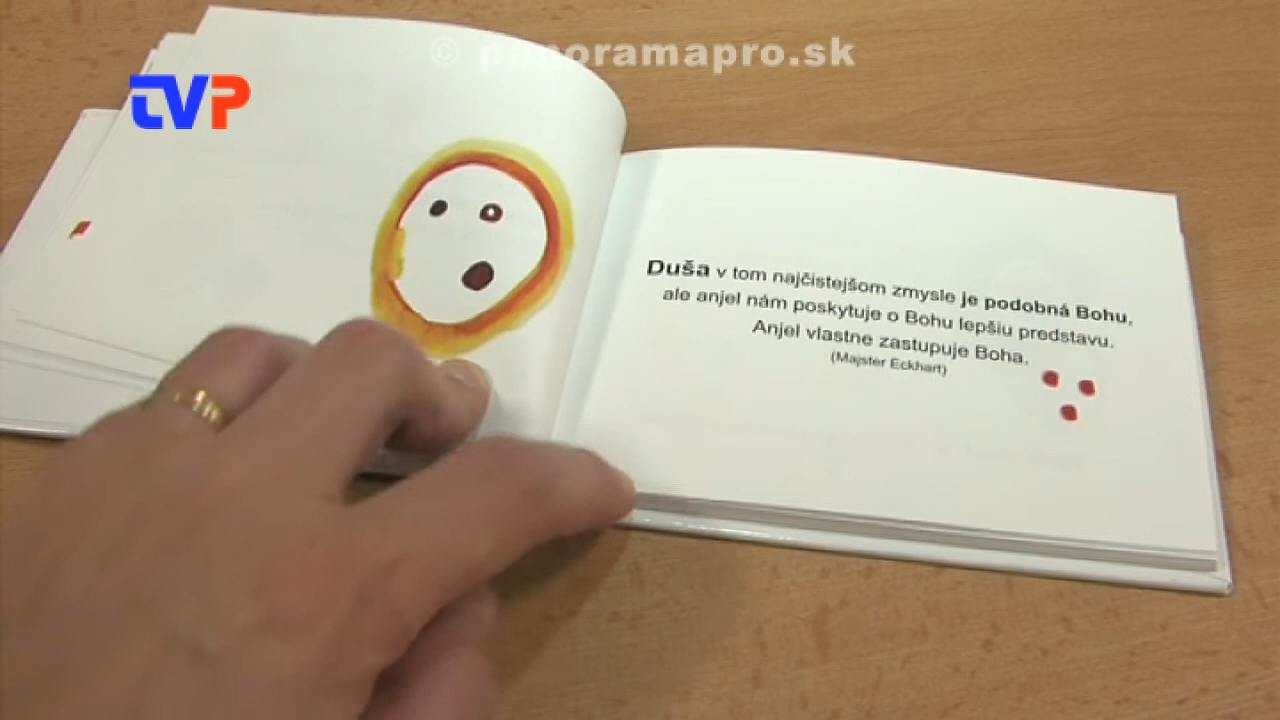 © panoramapro.sk
TVP
Duša v tom najčistejšom zmysle je podobná Bohu,
ale anjel nám poskytuje o Bohu lepšiu predstavu.
Anjel vlastne zastupuje Boha.
(Majster Eckhart)